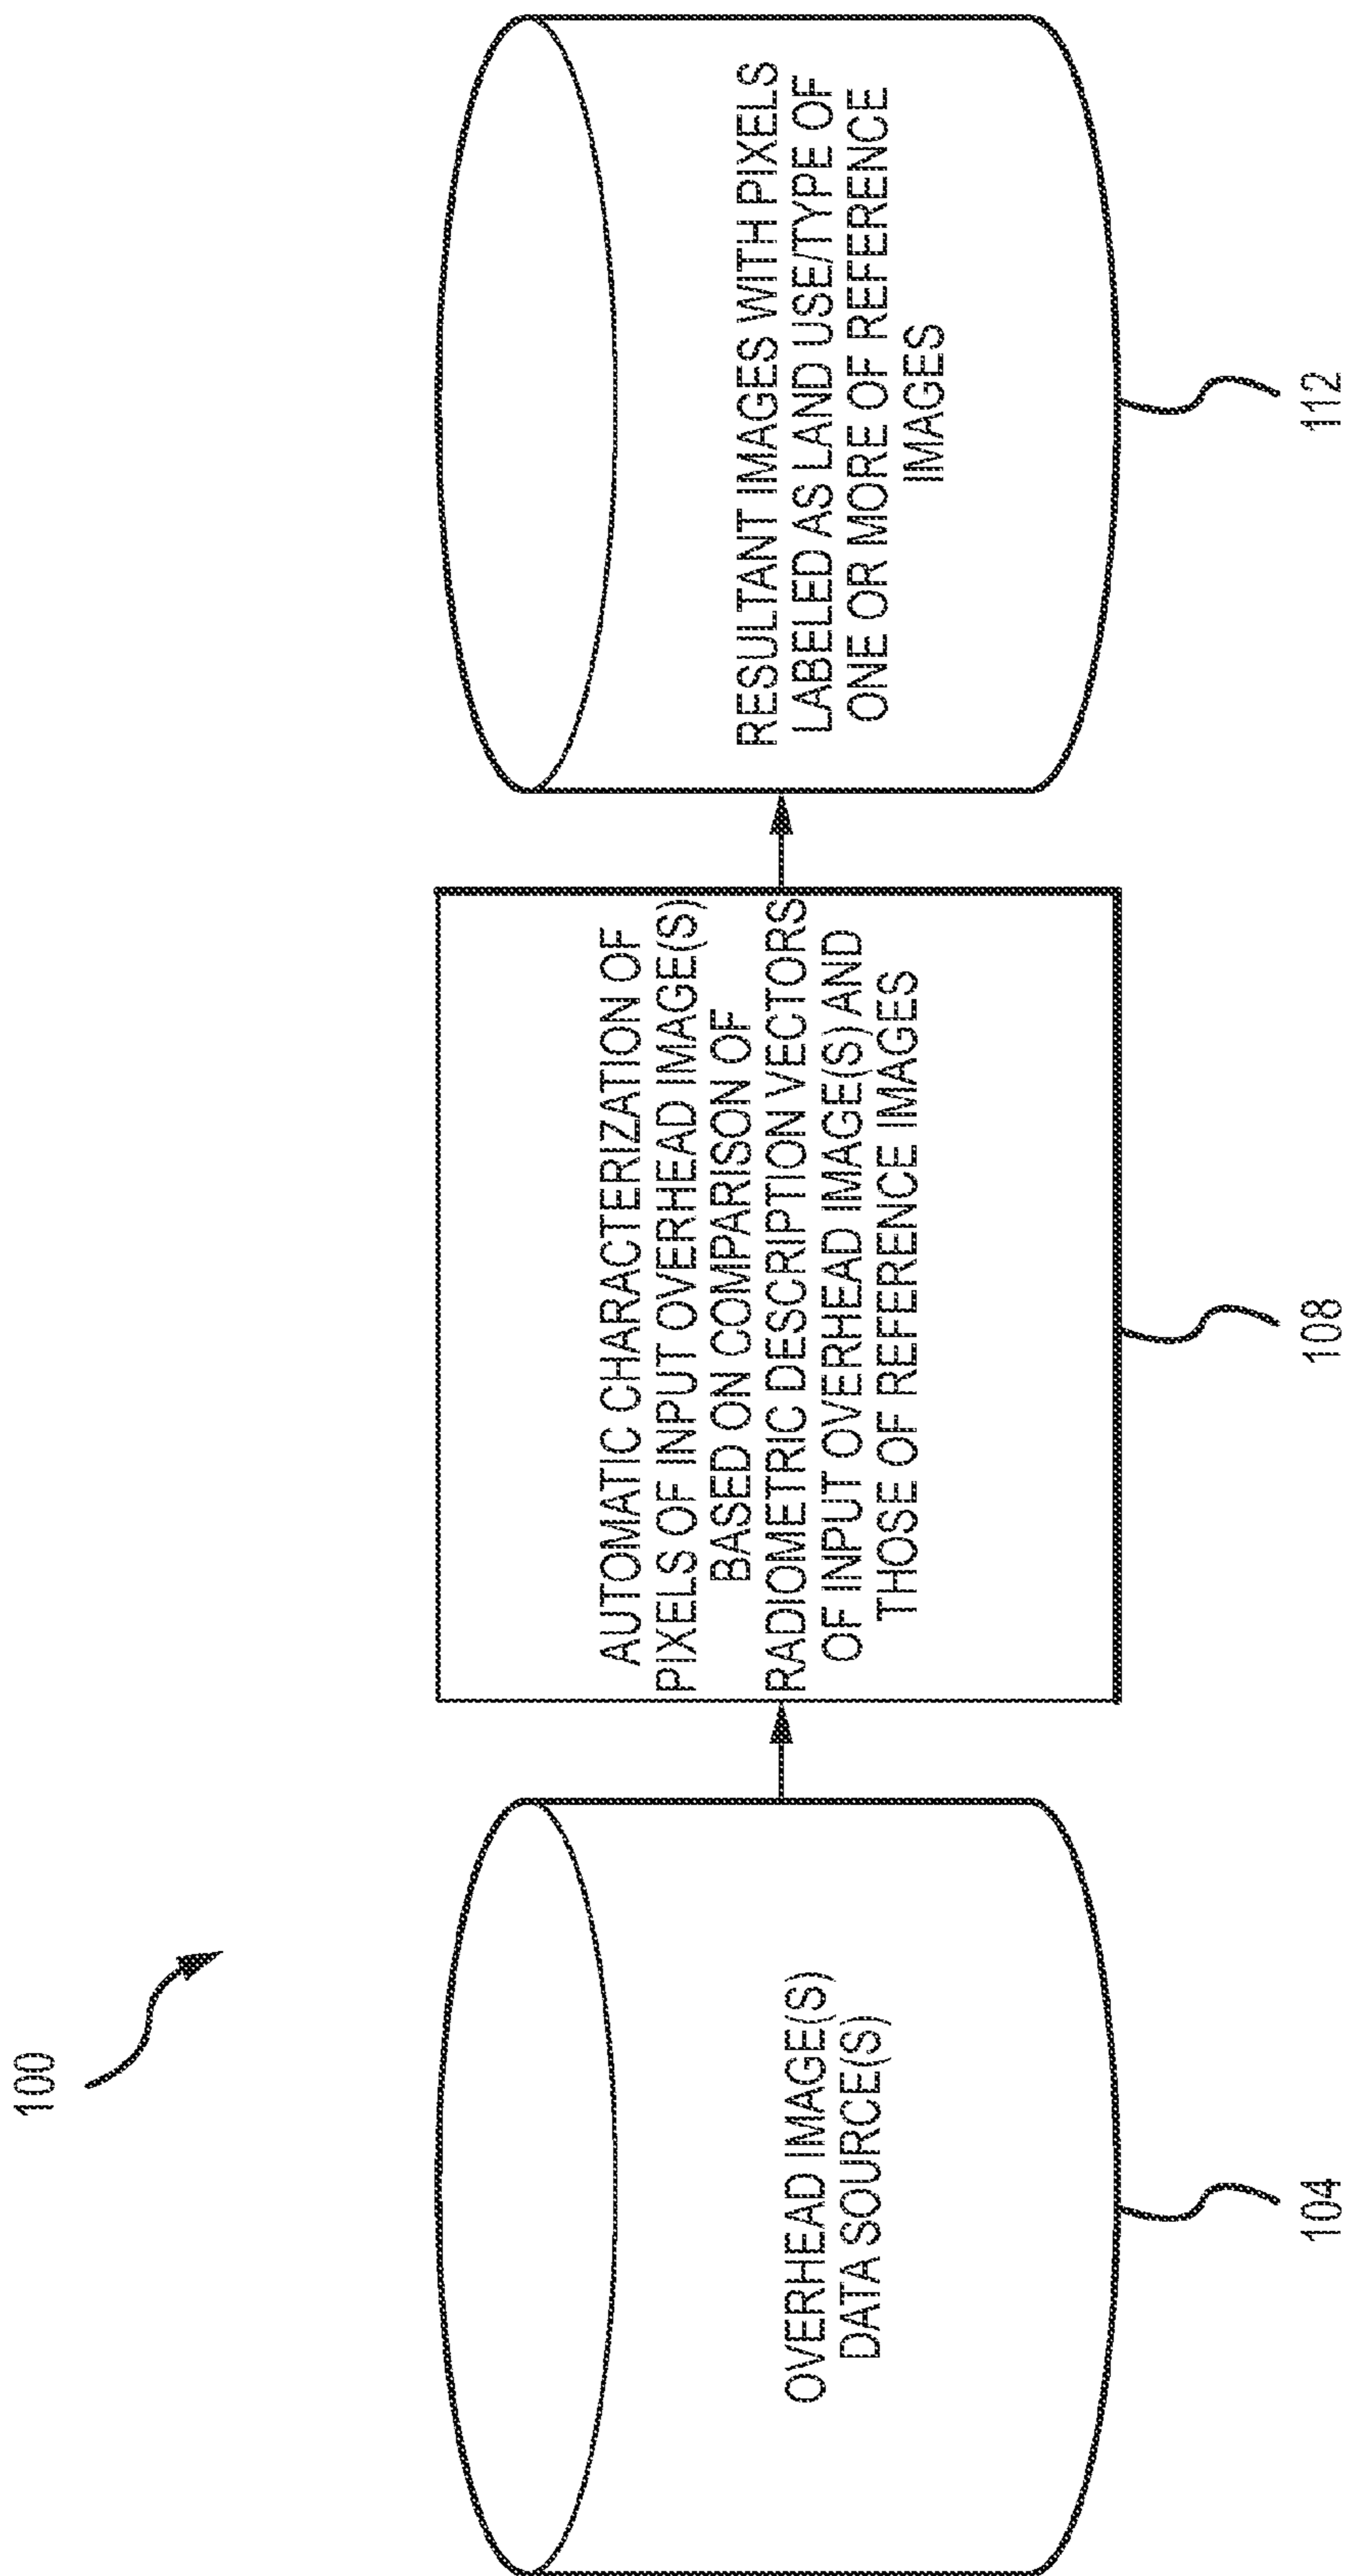 100
OVERHEAD IMAGE(S)
DATA SOURCE(S)
104
AUTOMATIC CHARACTERIZATION OF
PIXELS OF INPUT OVERHEAD IMAGE(S)
BASED ON COMPARISON OF
RADIOMETRIC DESCRIPTION VECTORS
OF INPUT OVERHEAD IMAGE(S) AND
THOSE OF REFERENCE IMAGES
108
RESULTANT IMAGES WITH PIXELS
LABELED AS LAND USE/TYPE OF
ONE OR MORE OF REFERENCE
IMAGES
112